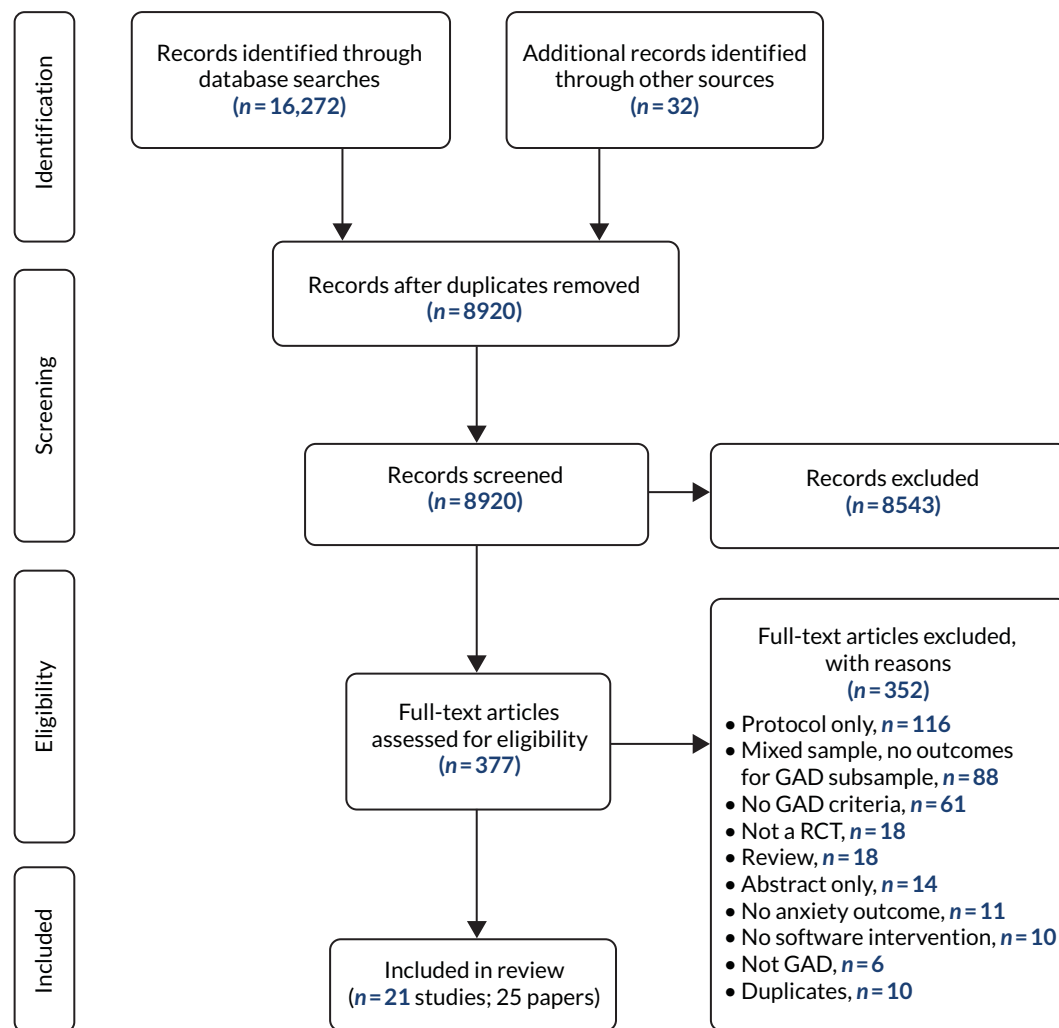 Identification
Records identified through
database searches
(n = 16,272)
Additional records identified
through other sources
(n = 32)
Records after duplicates removed
(n = 8920)
Screening
Records screened
(n = 8920)
Records excluded
(n = 8543)
Eligibility
Full-text articles
assessed for eligibility
(n = 377)
Full-text articles excluded,
with reasons
(n = 352)
• Protocol only, n = 116
• Mixed sample, no outcomes
for GAD subsample, n = 88
• No GAD criteria, n = 61
• Not a RCT, n = 18
• Review, n = 18
• Abstract only, n = 14
• No anxiety outcome, n = 11
• No software intervention, n = 10
• Not GAD, n = 6
• Duplicates, n = 10
Included
Included in review
(n = 21 studies; 25 papers)